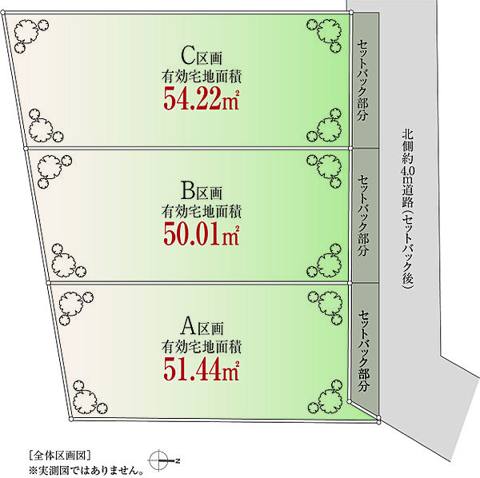 C区画
有効宅地面積
54.22㎡
セットバック部分
B区画
有効宅地面積
50.01㎡
セットバック部分
A区画
有効宅地面積
51.44㎡
セットバック部分
北側約4.0m道路(セットバック後)
[全体区画図]
※実測図ではありません。
N